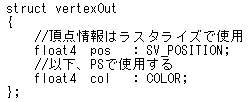 struct vertexOut
{
    //頂点情報はラスタライズで使用
    float4  pos   : SV_POSITION;
    //以下、PSで使用する
    float4  col   : COLOR;
};